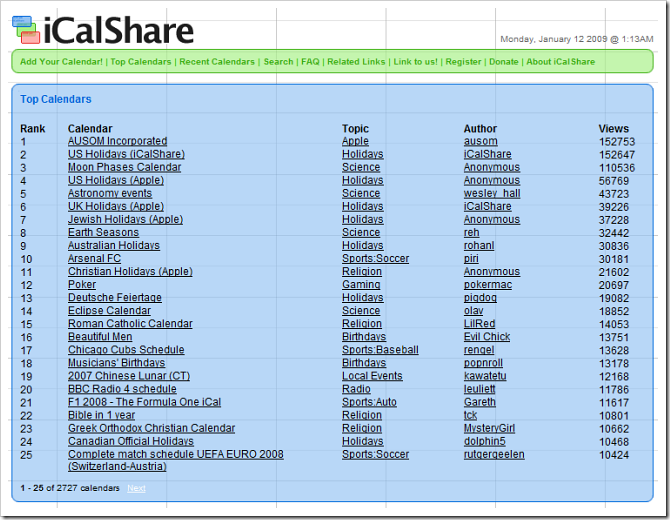 iCalShare
Monday, January 12 2009 @ 1:13AM
Add Your Calendar! | Top Calendars | Recent Calendars | Search | FAQ | Related Links | Link to us! | Register | Donate | About iCalShare
Top Calendars
Rank Calendar Topic Author Views
1 AUSOM Incorporated Apple ausom 152753
2 US Holidays (iCalShare) Holidays iCalShare 152647
3 Moon Phases Calendar Science Anonymous 110536
4 US Holidays (Apple) Holidays Anonymous 56769
5 Astronomy events Science wesley_hall 43723
6 UK Holidays (Apple) Holidays iCalShare 39226
7 Jewish Holidays (Apple) Holidays Anonymous 37228
8 Earth Seasons Science reh 32442
9 Australian Holidays Holidays rohanl 30836
10 Arsenal FC Sports:Soccer piri 30181
11 Christian Holidays (Apple) Religion Anonymous 21602
12 Poker Gaming pokermac 20697
13 Deutsche Feiertage Holidays pigdog 19082
14 Eclipse Calendar Science olav 18852
15 Roman Catholic Calendar Religion LilRed 14053
16 Beautiful Men Birthdays Evil Chick 13751
17 Chicago Cubs Schedule Sports:Baseball rengel 13628
18 Musicians' Birthdays Birthdays popnroll 13178
19 2007 Chinese Lunar (CT) Local Events kawatetu 12168
20 BBC Radio 4 schedule Radio leuliett 11786
21 F1 2008 - The Formula One iCal Sports:Auto Gareth 11617
22 Bible in 1 year Religion tck 10801
23 Greek Orthodox Christian Calendar Religion MysteryGirl 10662
24 Canadian Official Holidays Holidays dolphin5 10468
25 Complete match schedule UEFA EURO 2008 Sports:Soccer rutgergeelen 10424
(Switzerland-Austria)
1 - 25 of 2727 calendars Next